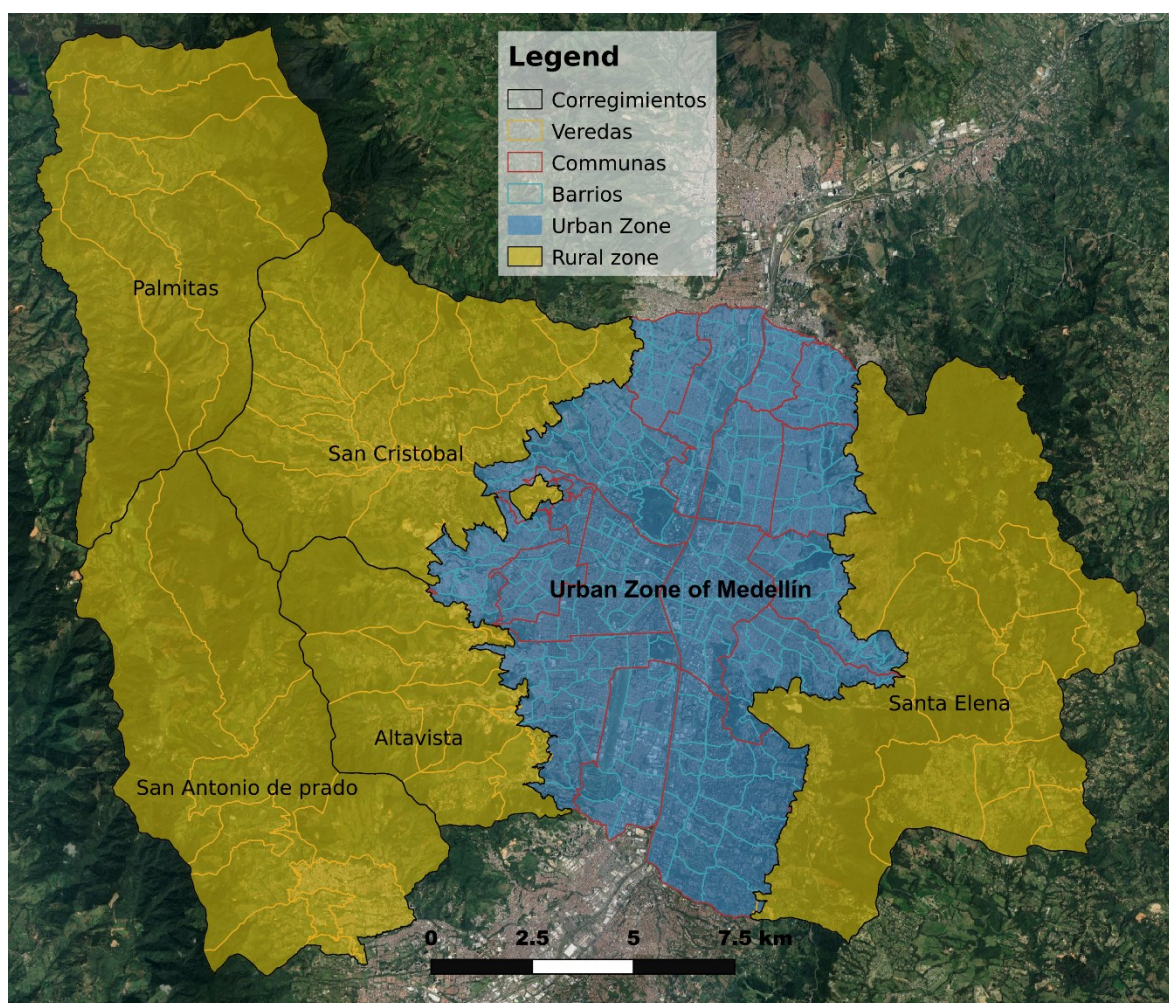 Legend
Corregimientos
Veredas
Communas
Barrios
Urban Zone
Rural zone
Palmitas
San Cristobal
Urban Zone of Medellín
Santa Elena
Altavista
San Antonio de prado
0 2.5 5 7.5 km